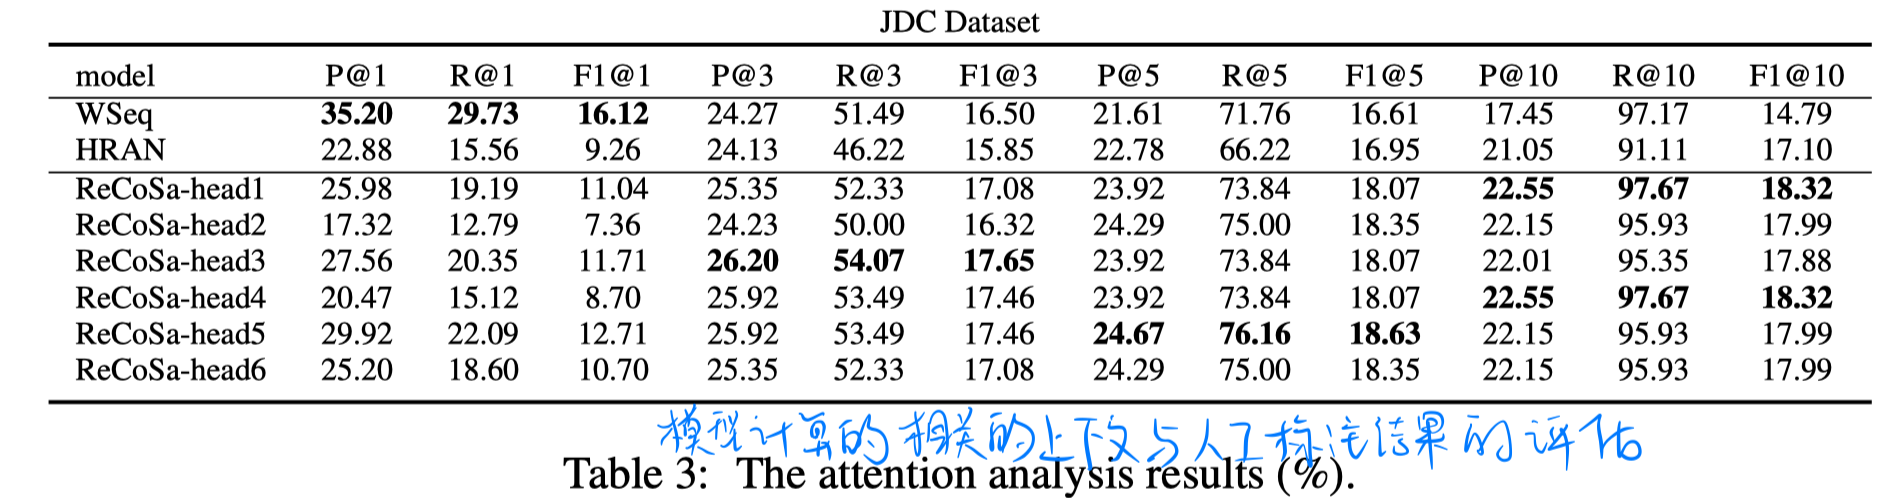 JDC Dataset
model P@1 R@1 F1@1 P@3 R@3 F1@3 P@5 R@5 F1@5 P@10 R@10 F1@10
WSeq 35.20 29.73 16.12 24.27 51.49 16.50 21.61 71.76 16.61 17.45 97.17 14.79
HRAN 22.88 15.56 9.26 24.13 46.22 15.85 22.78 66.22 16.95 21.05 91.11 17.10
ReCoSa-head1 25.98 19.19 11.04 25.35 52.33 17.08 23.92 73.84 18.07 22.55 97.67 18.32
ReCoSa-head2 17.32 12.79 7.36 24.23 50.00 16.32 24.29 75.00 18.35 22.15 95.93 17.99
ReCoSa-head3 27.56 20.35 11.71 26.20 54.07 17.65 23.92 73.84 18.07 22.01 95.35 17.88
ReCoSa-head4 20.47 15.12 8.70 25.92 53.49 17.46 23.92 73.84 18.07 22.55 97.67 18.32
ReCoSa-head5 29.92 22.09 12.71 25.92 53.49 17.46 24.67 76.16 18.63 22.15 95.93 17.99
ReCoSa-head6 25.20 18.60 10.70 25.35 52.33 17.08 24.29 75.00 18.35 22.15 95.93 17.99
模型计算的相关的上下文与人工标注结果的评估
Table 3: The attention analysis results (%).